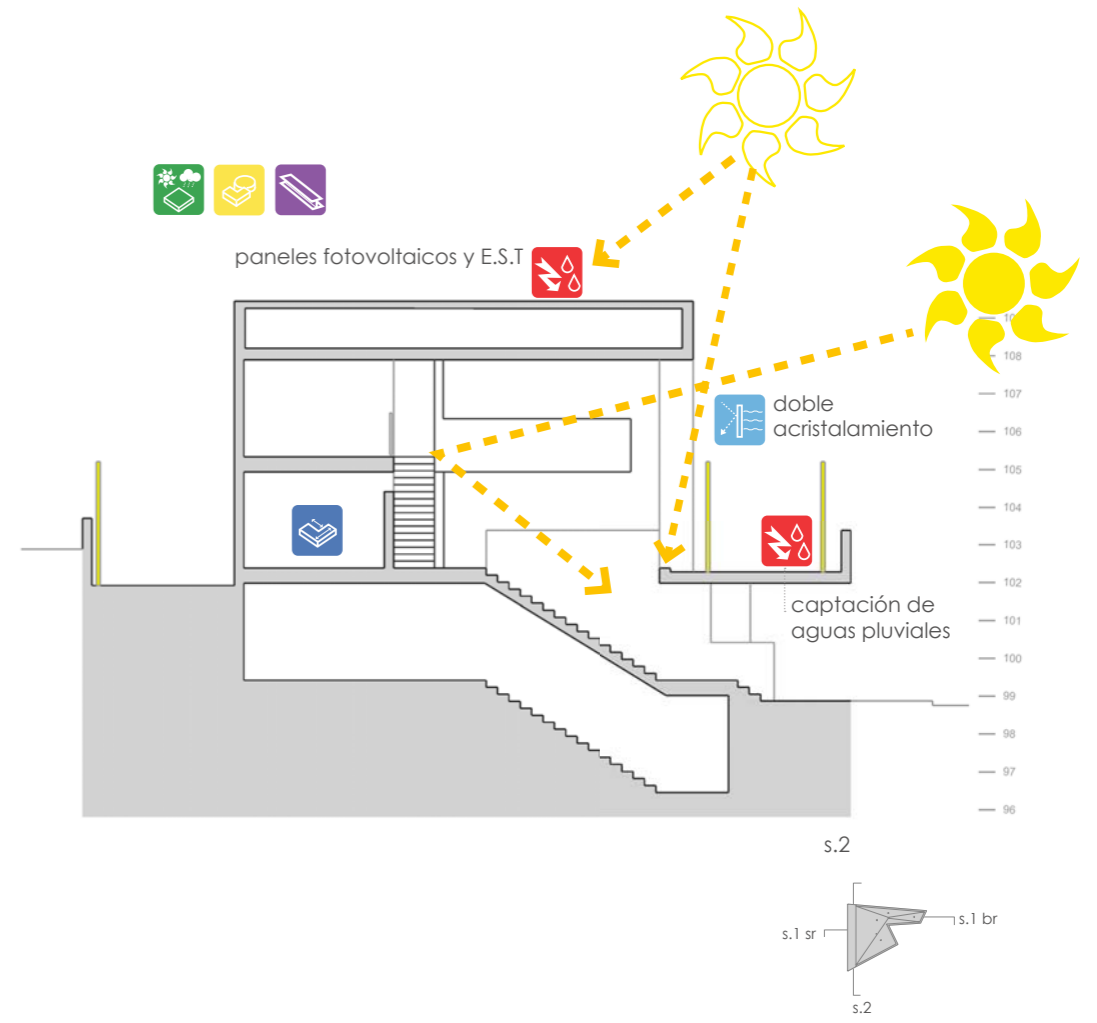 paneles fotovoltaicos y E.S.T
108
107
doble
acristalamiento
106
105
104
103
102
captación de
aguas pluviales
101
100
99
98
97
96
s.2
s.1 sr
s.1 br
s.2